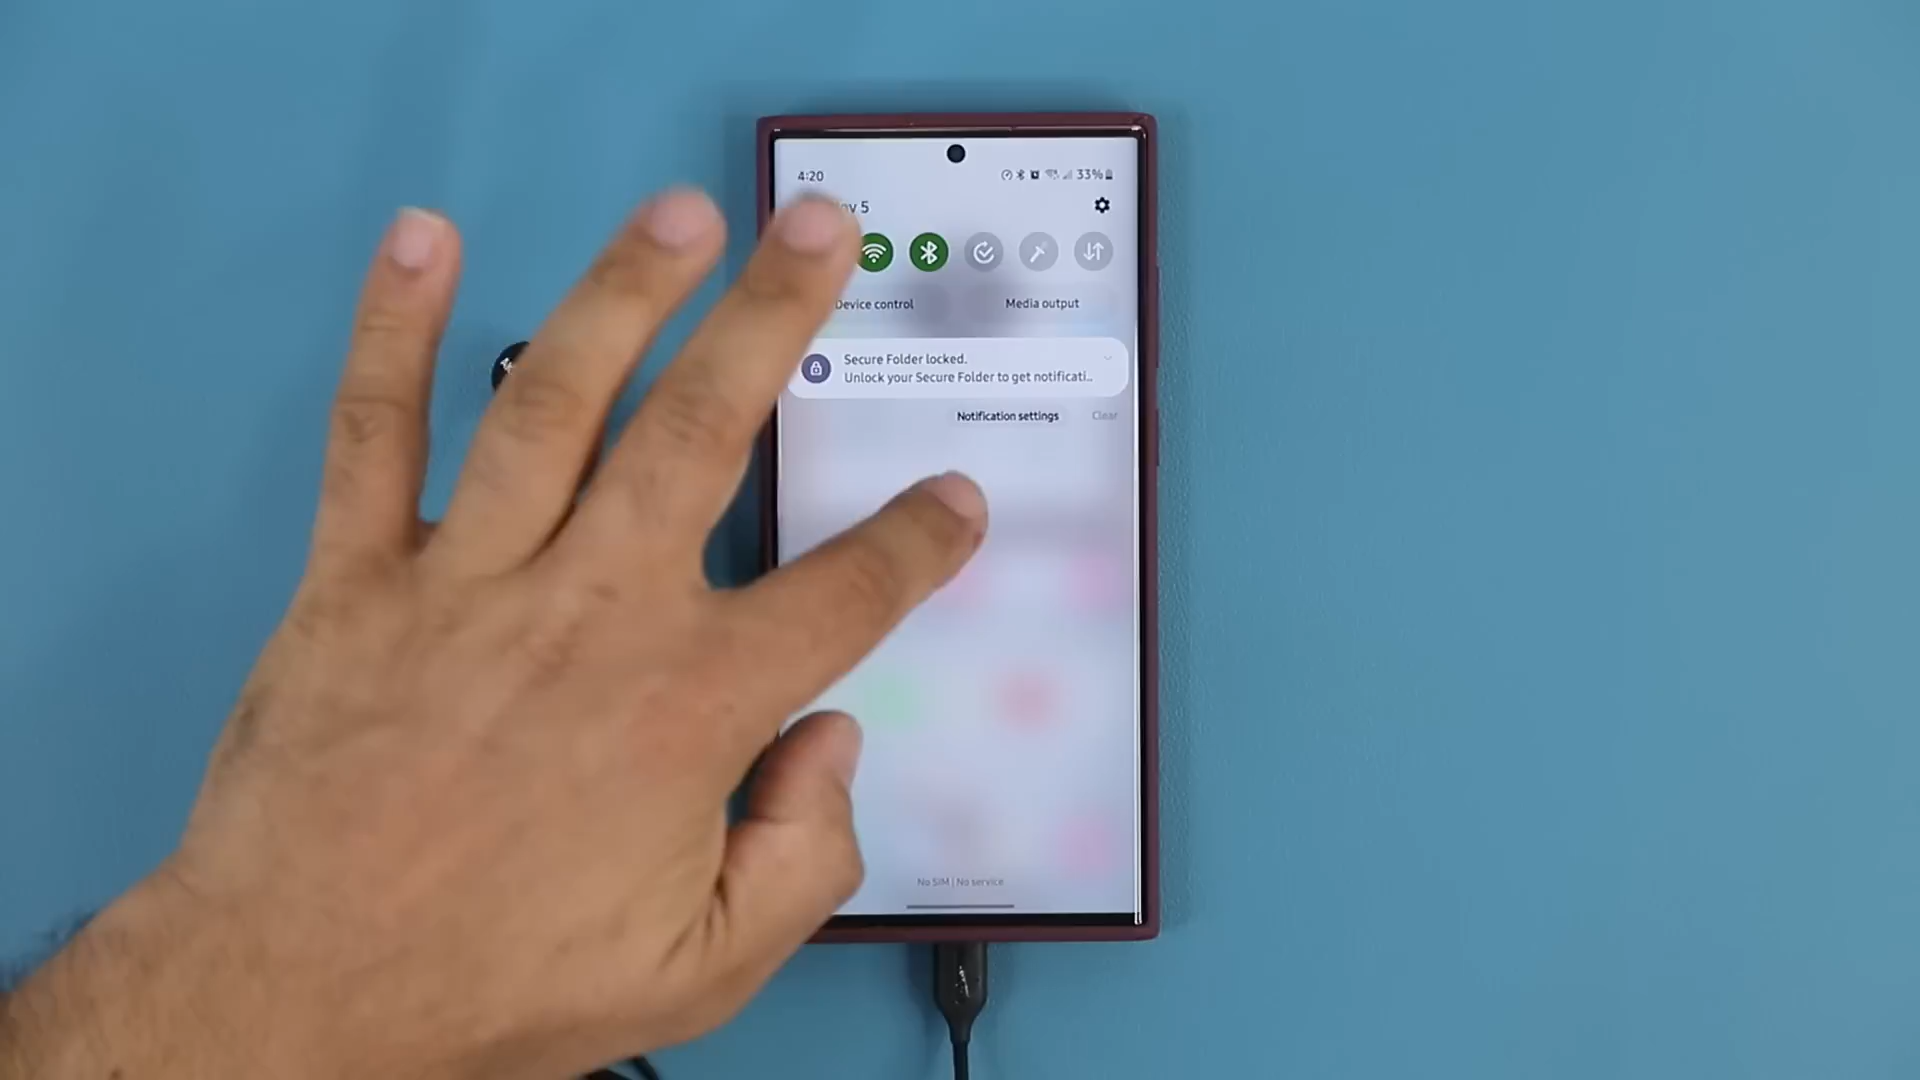 4:20
33%
5
Device control
Media output
Secure Folder locked.
Unlock your Secure Folder to get notificati..
Notification settings
Clear
No SIM | No service